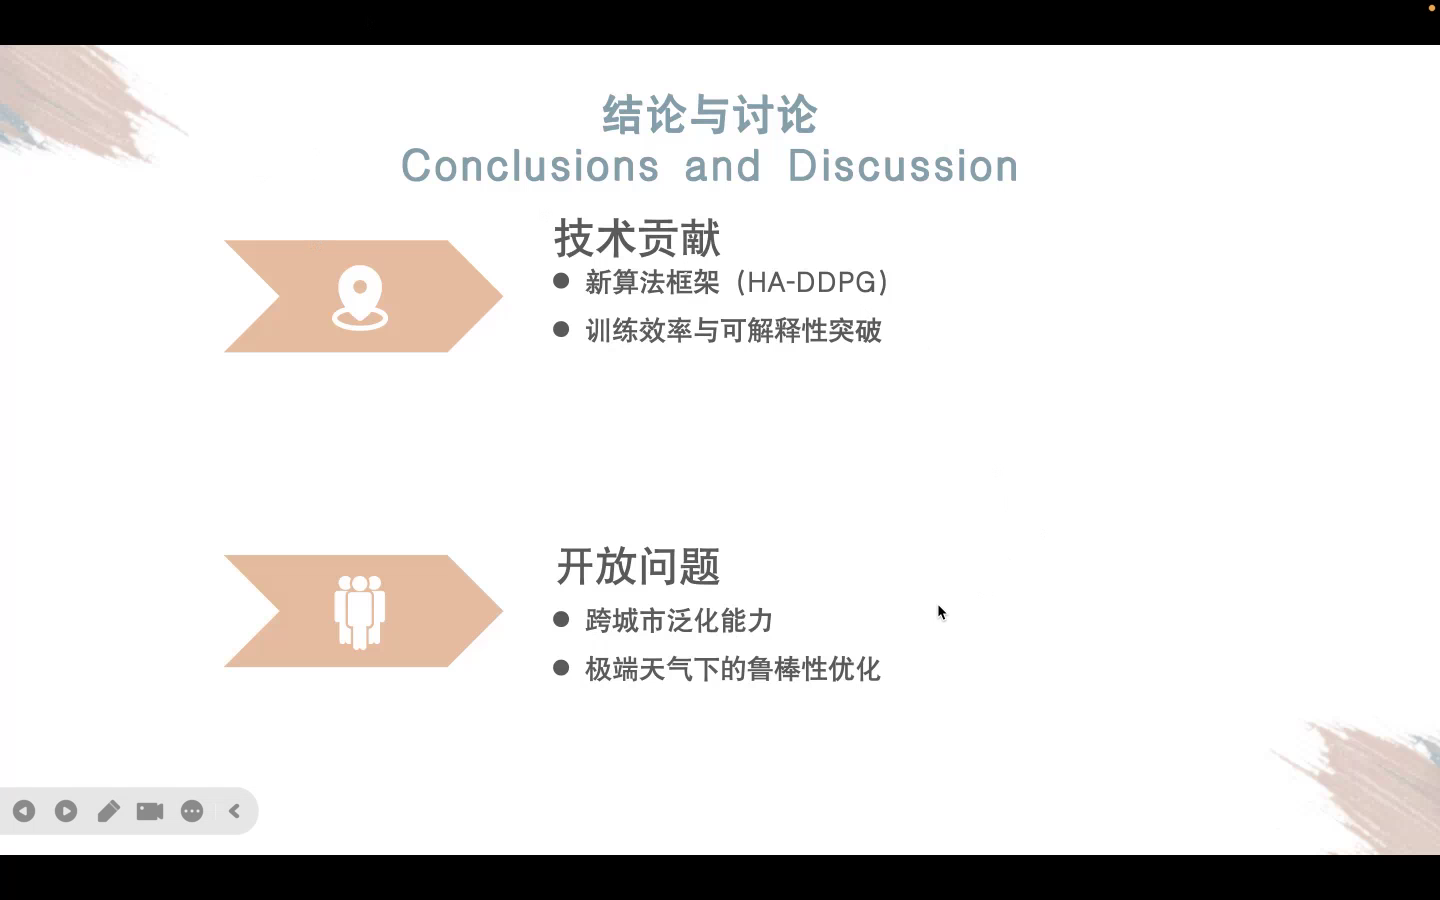 结论与讨论
Conclusions and Discussion
技术贡献
新算法框架（HA-DDPG）
训练效率与可解释性突破
开放问题
跨城市泛化能力
极端天气下的鲁棒性优化